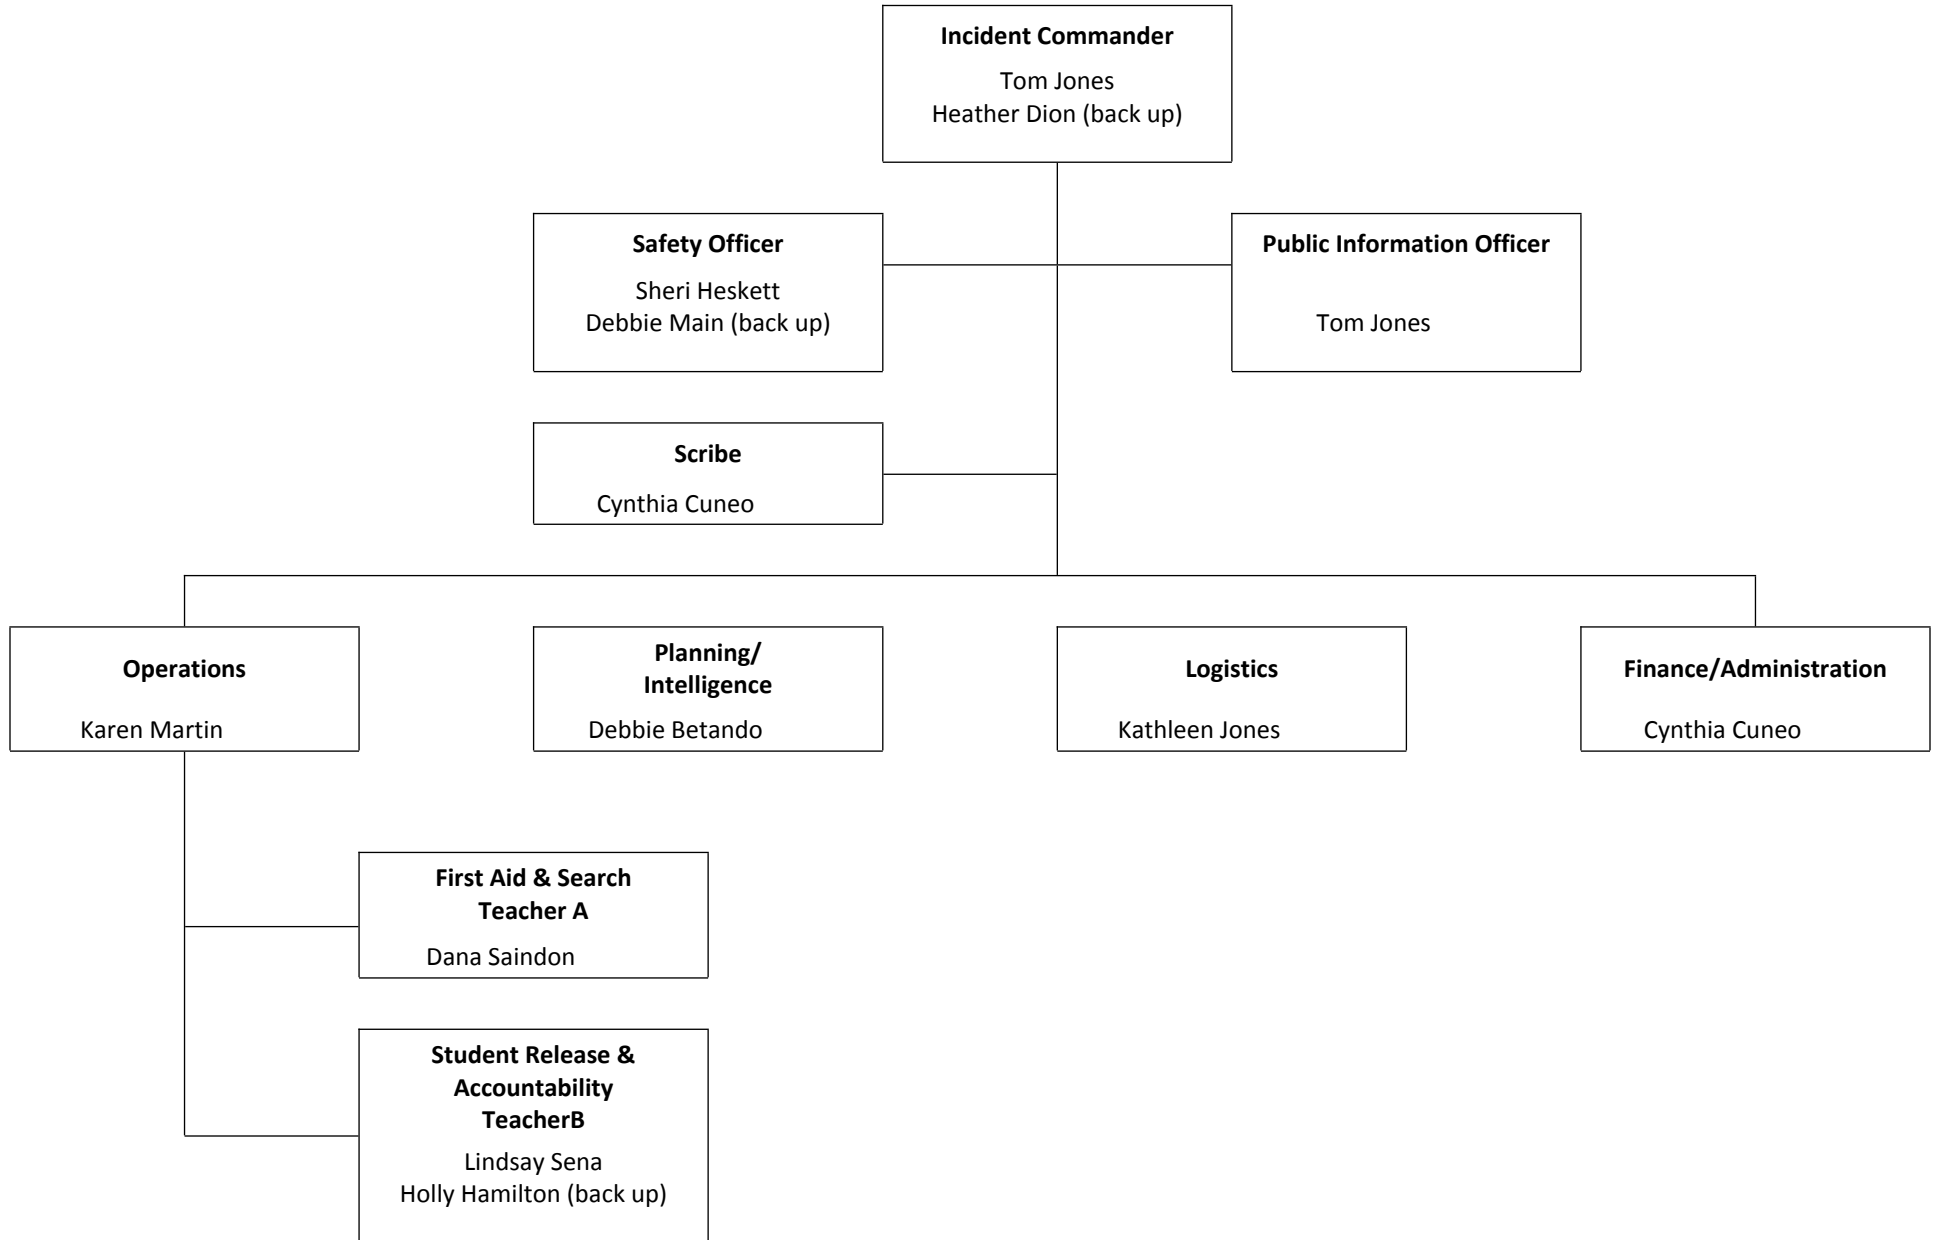 Incident Commander
Tom Jones
Heather Dion (back up)
Safety Officer
Sheri Heskett
Debbie Main (back up)
Public Information Officer
Tom Jones
Scribe
Cynthia Cuneo
Operations
Karen Martin
Planning/
Intelligence
Debbie Betando
Logistics
Kathleen Jones
Finance/Administration
Cynthia Cuneo
First Aid & Search
Teacher A
Dana Saindon
Student Release &
Accountability
TeacherB
Lindsay Sena
Holly Hamilton (back up)